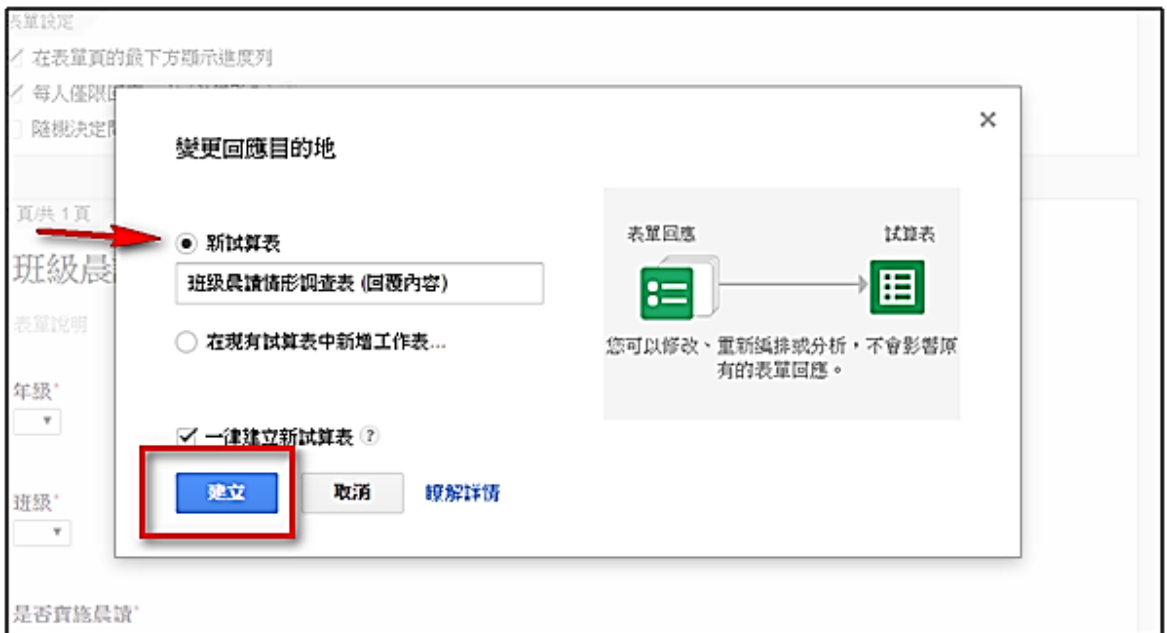 表單設定
在表單頁的最下方顯示進度列
每人僅限回
隨機決定
變更回應目的地
頁/共 1 頁
新試算表
班級晨
班級晨讀情形調查表 (回覆內容)
表單說明
在現有試算表中新增工作表...
表單回應
試算表
您可以修改、重新編排或分析，不會影響原
有的表單回應。
年級*
一律建立新試算表 ?
建立
取消
瞭解詳情
班級*
是否實施晨讀*